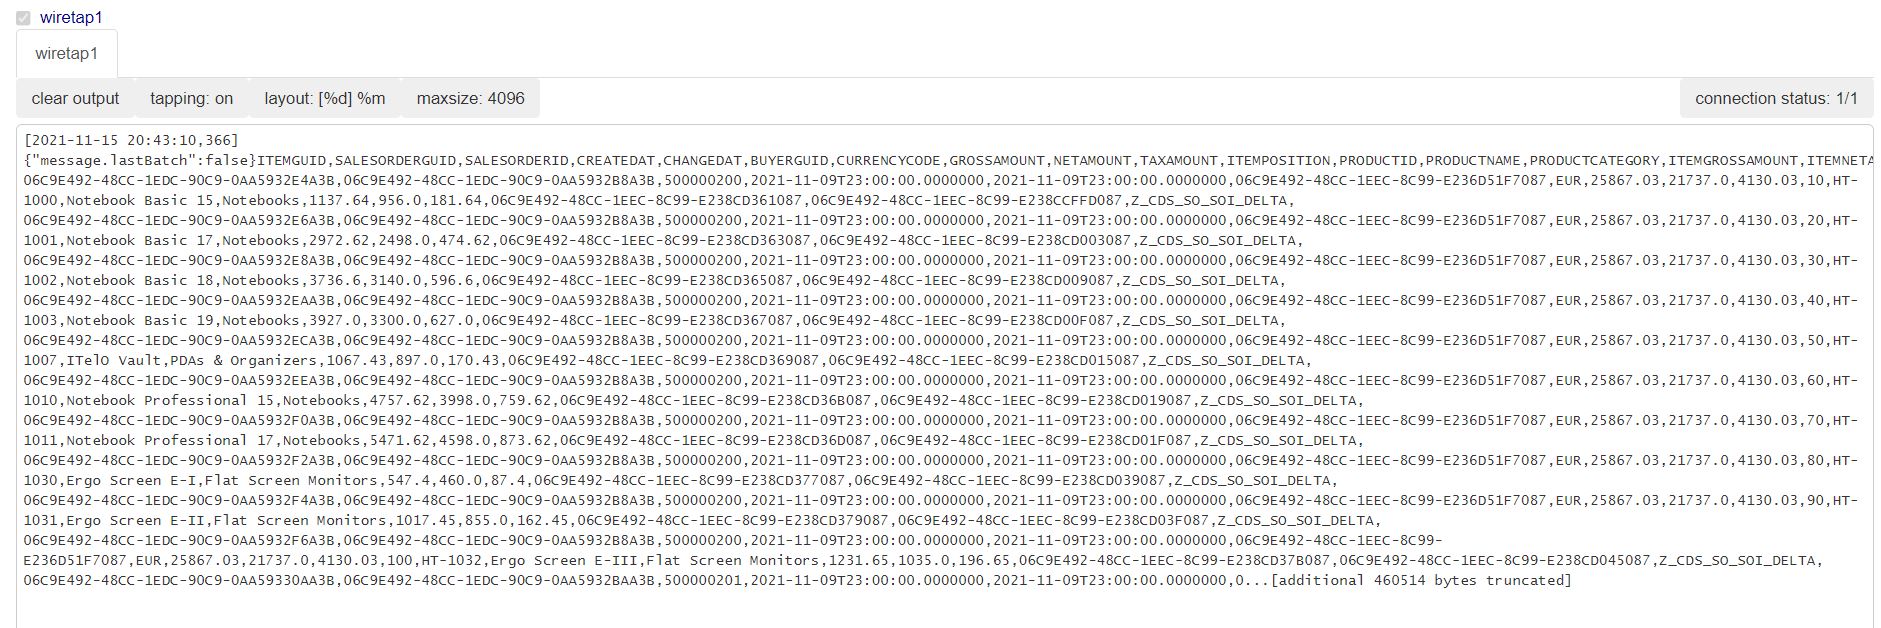 wiretap1
wiretap1
clear output tapping: on layout: [%d] %m maxsize: 4096 connection status: 1/1
[2021-11-15 20:43:10,366]
{"message.lastBatch":false}ITEMGUID,SALESORDERGUID,SALESORDERID,CREATEDAT,CHANGEDAT,BUYERGUID,CURRENCYCODE,GROSSAMOUNT,NETAMOUNT,TAXAMOUNT,ITEMPOSITION,PRODUCTID,PRODUCTNAME,PRODUCTCATEGORY,ITEMGROSSAMOUNT,ITEMNETA
06C9E492-48CC-1EDC-90C9-0AA5932E4A3B,06C9E492-48CC-1EDC-90C9-0AA5932B8A3B,500000200,2021-11-09T23:00:00.0000000,2021-11-09T23:00:00.0000000,06C9E492-48CC-1EEC-8C99-E236D51F7087,EUR,25867.03,21737.0,4130.03,10,HT-
1000,Notebook Basic 15,Notebooks,1137.64,956.0,181.64,06C9E492-48CC-1EEC-8C99-E238CD361087,06C9E492-48CC-1EEC-8C99-E238CCFFD087,Z_CDS_SO_SOI_DELTA,
06C9E492-48CC-1EDC-90C9-0AA5932E6A3B,06C9E492-48CC-1EDC-90C9-0AA5932B8A3B,500000200,2021-11-09T23:00:00.0000000,2021-11-09T23:00:00.0000000,06C9E492-48CC-1EEC-8C99-E236D51F7087,EUR,25867.03,21737.0,4130.03,20,HT-
1001,Notebook Basic 17,Notebooks,2972.62,2498.0,474.62,06C9E492-48CC-1EEC-8C99-E238CD363087,06C9E492-48CC-1EEC-8C99-E238CD003087,Z_CDS_SO_SOI_DELTA,
06C9E492-48CC-1EDC-90C9-0AA5932E8A3B,06C9E492-48CC-1EDC-90C9-0AA5932B8A3B,500000200,2021-11-09T23:00:00.0000000,2021-11-09T23:00:00.0000000,06C9E492-48CC-1EEC-8C99-E236D51F7087,EUR,25867.03,21737.0,4130.03,30,HT-
1002,Notebook Basic 18,Notebooks,3736.6,3140.0,596.6,06C9E492-48CC-1EEC-8C99-E238CD365087,06C9E492-48CC-1EEC-8C99-E238CD009087,Z_CDS_SO_SOI_DELTA,
06C9E492-48CC-1EDC-90C9-0AA5932EAA3B,06C9E492-48CC-1EDC-90C9-0AA5932B8A3B,500000200,2021-11-09T23:00:00.0000000,2021-11-09T23:00:00.0000000,06C9E492-48CC-1EEC-8C99-E236D51F7087,EUR,25867.03,21737.0,4130.03,40,HT-
1003,Notebook Basic 19,Notebooks,3927.0,3300.0,627.0,06C9E492-48CC-1EEC-8C99-E238CD367087,06C9E492-48CC-1EEC-8C99-E238CD00F087,Z_CDS_SO_SOI_DELTA,
06C9E492-48CC-1EDC-90C9-0AA5932ECA3B,06C9E492-48CC-1EDC-90C9-0AA5932B8A3B,500000200,2021-11-09T23:00:00.0000000,2021-11-09T23:00:00.0000000,06C9E492-48CC-1EEC-8C99-E236D51F7087,EUR,25867.03,21737.0,4130.03,50,HT-
1007,ITelO Vault,PDAs & Organizers,1067.43,897.0,170.43,06C9E492-48CC-1EEC-8C99-E238CD369087,06C9E492-48CC-1EEC-8C99-E238CD015087,Z_CDS_SO_SOI_DELTA,
06C9E492-48CC-1EDC-90C9-0AA5932EEA3B,06C9E492-48CC-1EDC-90C9-0AA5932B8A3B,500000200,2021-11-09T23:00:00.0000000,2021-11-09T23:00:00.0000000,06C9E492-48CC-1EEC-8C99-E236D51F7087,EUR,25867.03,21737.0,4130.03,60,HT-
1010,Notebook Professional 15,Notebooks,4757.62,3998.0,759.62,06C9E492-48CC-1EEC-8C99-E238CD36B087,06C9E492-48CC-1EEC-8C99-E238CD019087,Z_CDS_SO_SOI_DELTA,
06C9E492-48CC-1EDC-90C9-0AA5932F0A3B,06C9E492-48CC-1EDC-90C9-0AA5932B8A3B,500000200,2021-11-09T23:00:00.0000000,2021-11-09T23:00:00.0000000,06C9E492-48CC-1EEC-8C99-E236D51F7087,EUR,25867.03,21737.0,4130.03,70,HT-
1011,Notebook Professional 17,Notebooks,5471.62,4598.0,873.62,06C9E492-48CC-1EEC-8C99-E238CD36D087,06C9E492-48CC-1EEC-8C99-E238CD01F087,Z_CDS_SO_SOI_DELTA,
06C9E492-48CC-1EDC-90C9-0AA5932F2A3B,06C9E492-48CC-1EDC-90C9-0AA5932B8A3B,500000200,2021-11-09T23:00:00.0000000,2021-11-09T23:00:00.0000000,06C9E492-48CC-1EEC-8C99-E236D51F7087,EUR,25867.03,21737.0,4130.03,80,HT-
1030,Ergo Screen E-I,Flat Screen Monitors,547.4,460.0,87.4,06C9E492-48CC-1EEC-8C99-E238CD377087,06C9E492-48CC-1EEC-8C99-E238CD039087,Z_CDS_SO_SOI_DELTA,
06C9E492-48CC-1EDC-90C9-0AA5932F4A3B,06C9E492-48CC-1EDC-90C9-0AA5932B8A3B,500000200,2021-11-09T23:00:00.0000000,2021-11-09T23:00:00.0000000,06C9E492-48CC-1EEC-8C99-E236D51F7087,EUR,25867.03,21737.0,4130.03,90,HT-
1031,Ergo Screen E-II,Flat Screen Monitors,1017.45,855.0,162.45,06C9E492-48CC-1EEC-8C99-E238CD379087,06C9E492-48CC-1EEC-8C99-E238CD03F087,Z_CDS_SO_SOI_DELTA,
06C9E492-48CC-1EDC-90C9-0AA5932F6A3B,06C9E492-48CC-1EDC-90C9-0AA5932B8A3B,500000200,2021-11-09T23:00:00.0000000,2021-11-09T23:00:00.0000000,06C9E492-48CC-1EEC-8C99-
E236D51F7087,EUR,25867.03,21737.0,4130.03,100,HT-1032,Ergo Screen E-III,Flat Screen Monitors,1231.65,1035.0,196.65,06C9E492-48CC-1EEC-8C99-E238CD37B087,06C9E492-48CC-1EEC-8C99-E238CD045087,Z_CDS_SO_SOI_DELTA,
06C9E492-48CC-1EDC-90C9-0AA59330AA3B,06C9E492-48CC-1EDC-90C9-0AA5932BAA3B,500000201,2021-11-09T23:00:00.0000000,2021-11-09T23:00:00.0000000,0...[additional 460514 bytes truncated]